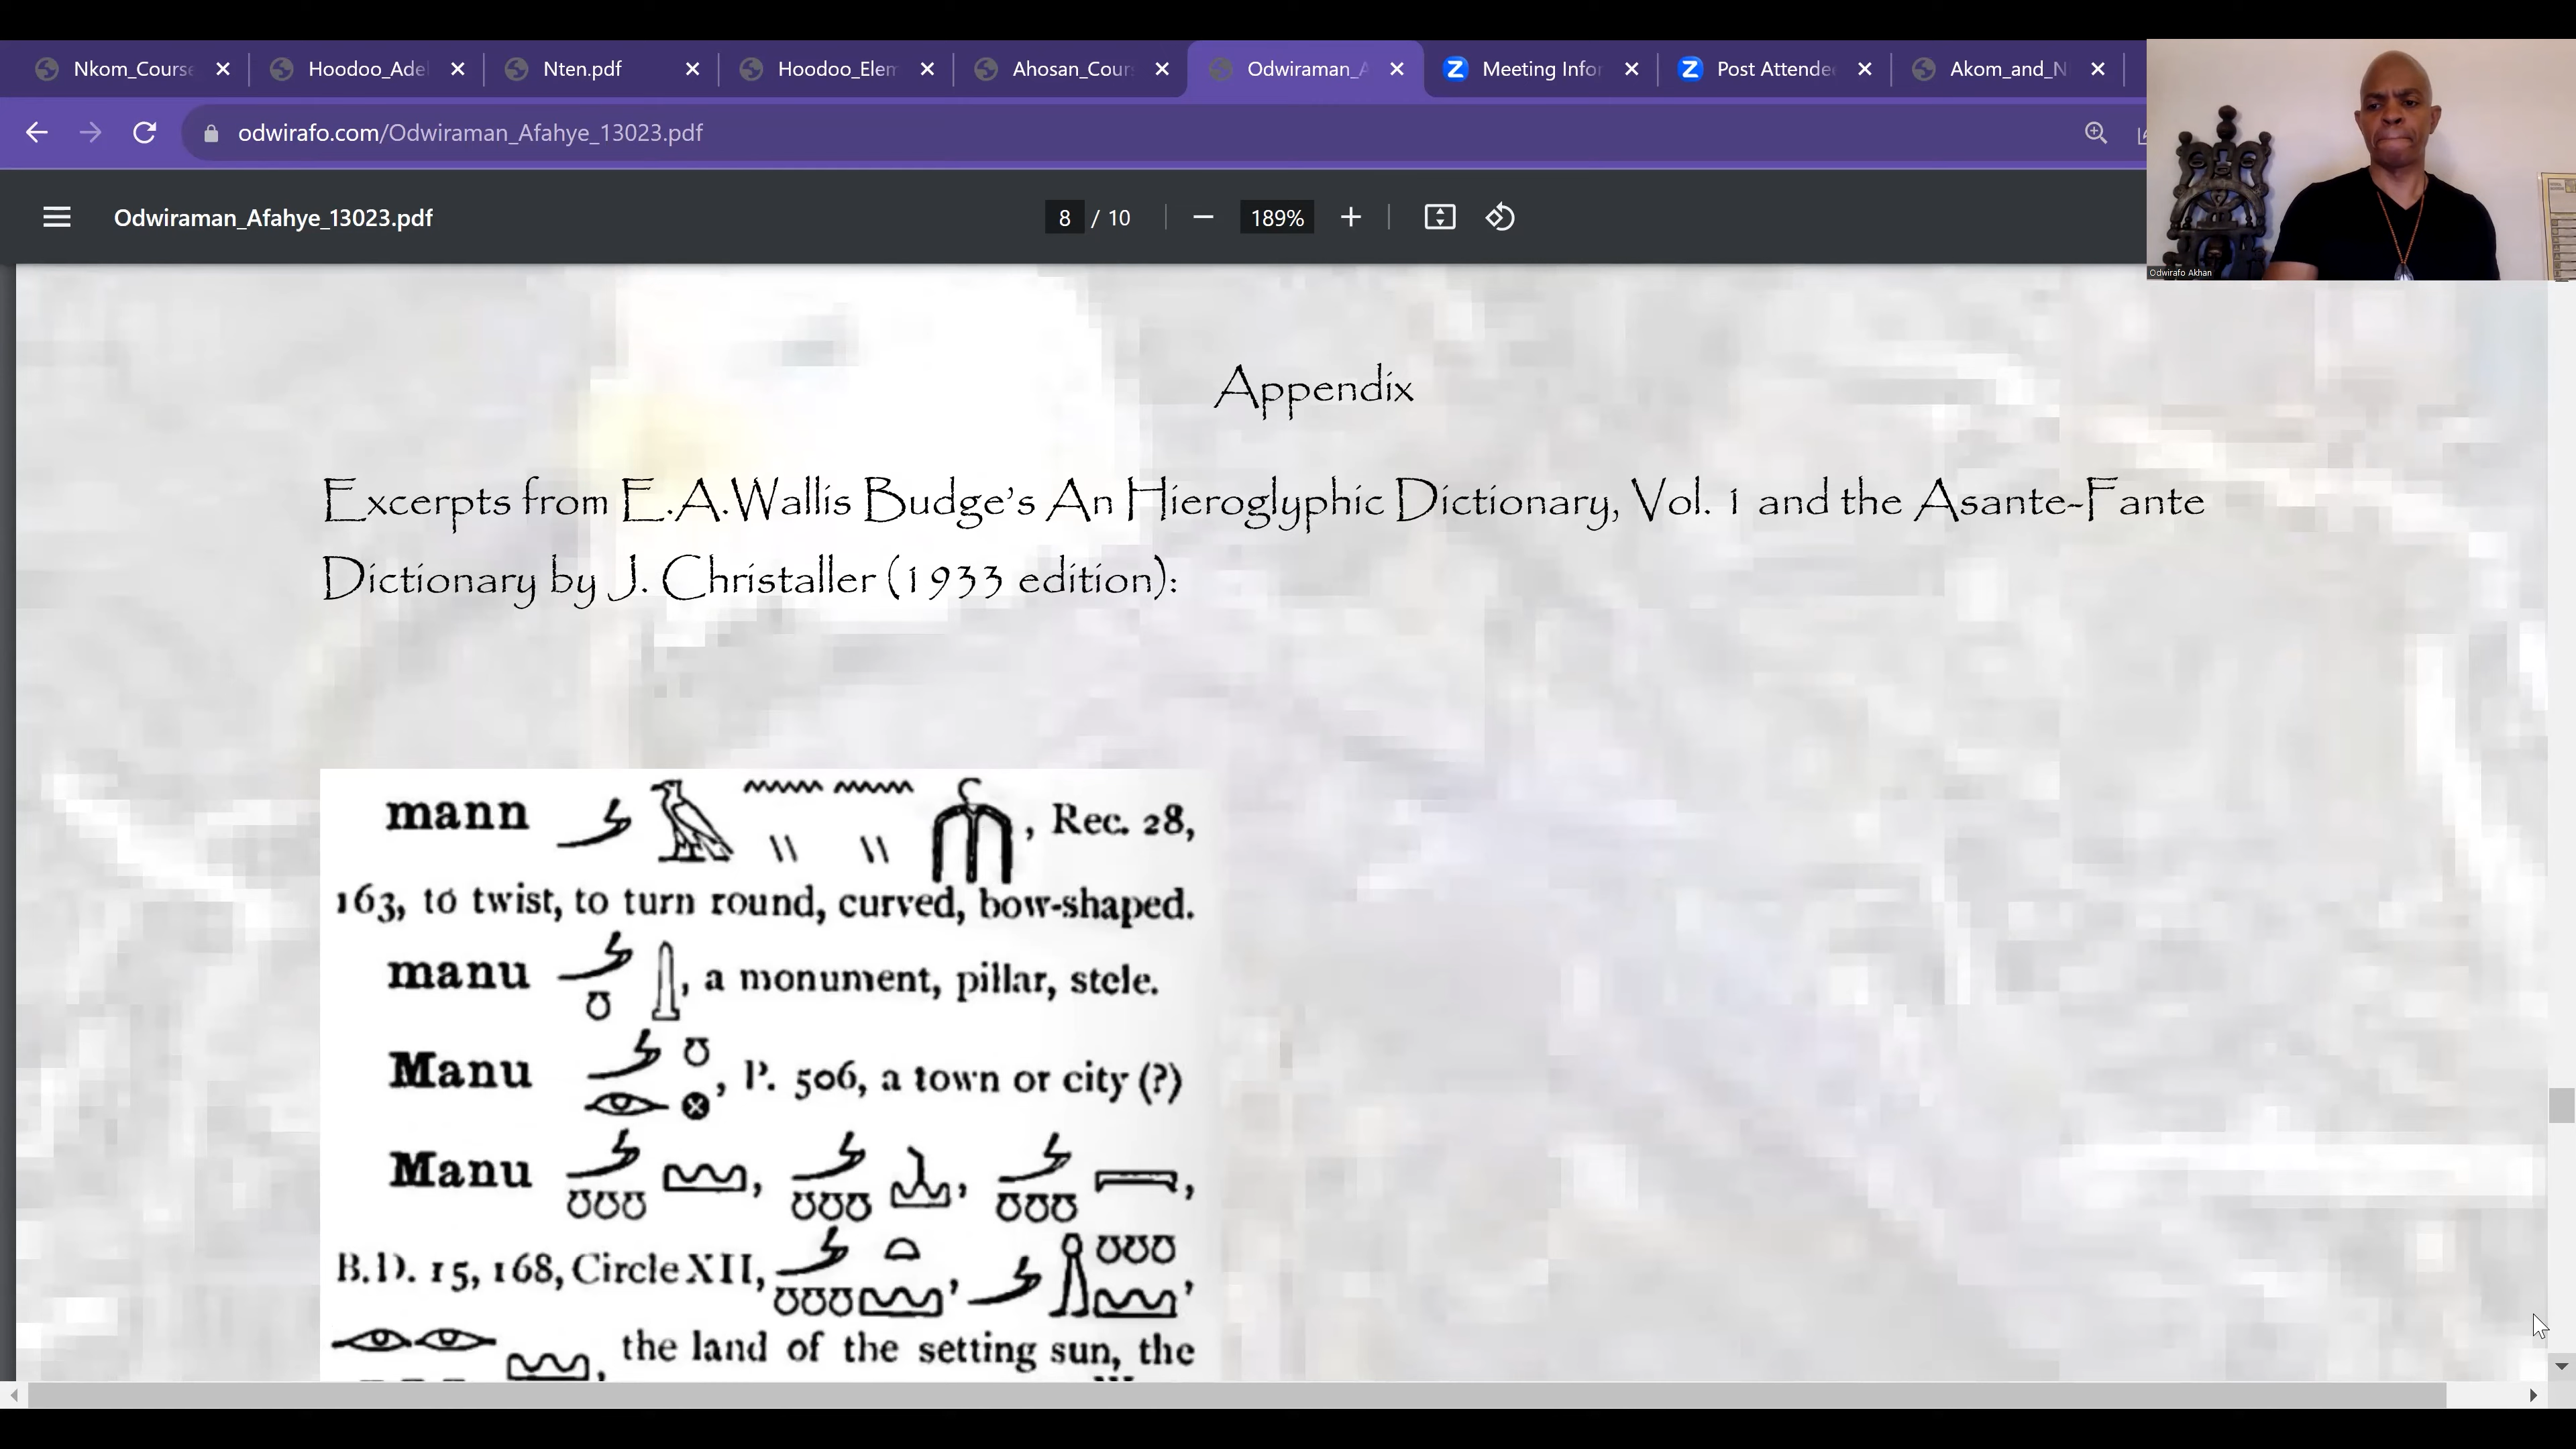 Nkom_Course
Hoodoo_Ade
Nten.pdf
Hoodoo_Elem
Ahosan_Cour
Odwiraman_A
Meeting Info
Post Attende
Akom_and_N
odwirafo.com/Odwiraman_Afahye_13023.pdf
Odwiraman_Afahye_13023.pdf
8 / 10
189%
Odwirafo Akhan
Appendix
Excerpts from E.A.Wallis Budge's An Hieroglyphic Dictionary, Vol. 1 and the Asante-Fante
Dictionary by J. Christaller (1933 edition):
mann , Rec. 28,
163, to twist, to turn round, curved, bow-shaped.
manu , a monument, pillar, stele.
Manu , P. 506, a town or city (?)
Manu , , ,
B.D. 15, 168, Circle XII, , ,
, the land of the setting sun, the